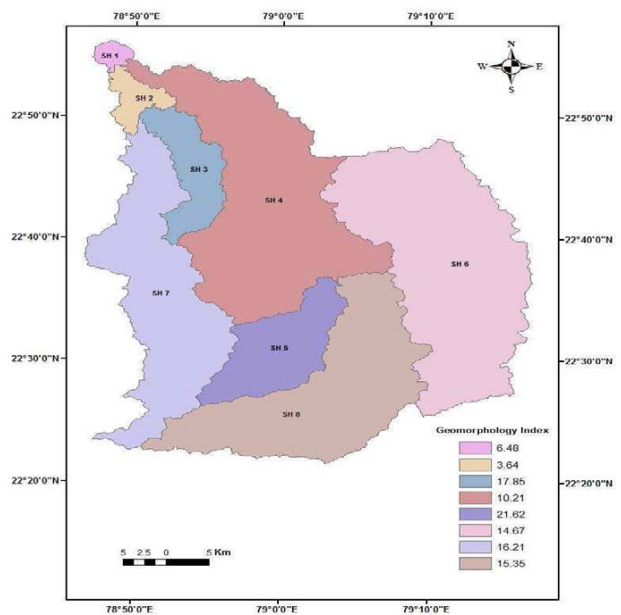 78°50'0"E 79°0'0"E 79°10'0"E
N
W E
S
SH 1
SH 2
22°50'0"N 22°50'0"N
SH 3
SH 4
22°40'0"N 22°40'0"N
SH 6
SH 7
SH 5
22°30'0"N 22°30'0"N
SH 8
Geomorphology Index
6.48
3.64
17.85
10.21
21.62
14.67
16.21
15.35
22°20'0"N 22°20'0"N
5 2.5 0 5 Km
78°50'0"E 79°0'0"E 79°10'0"E